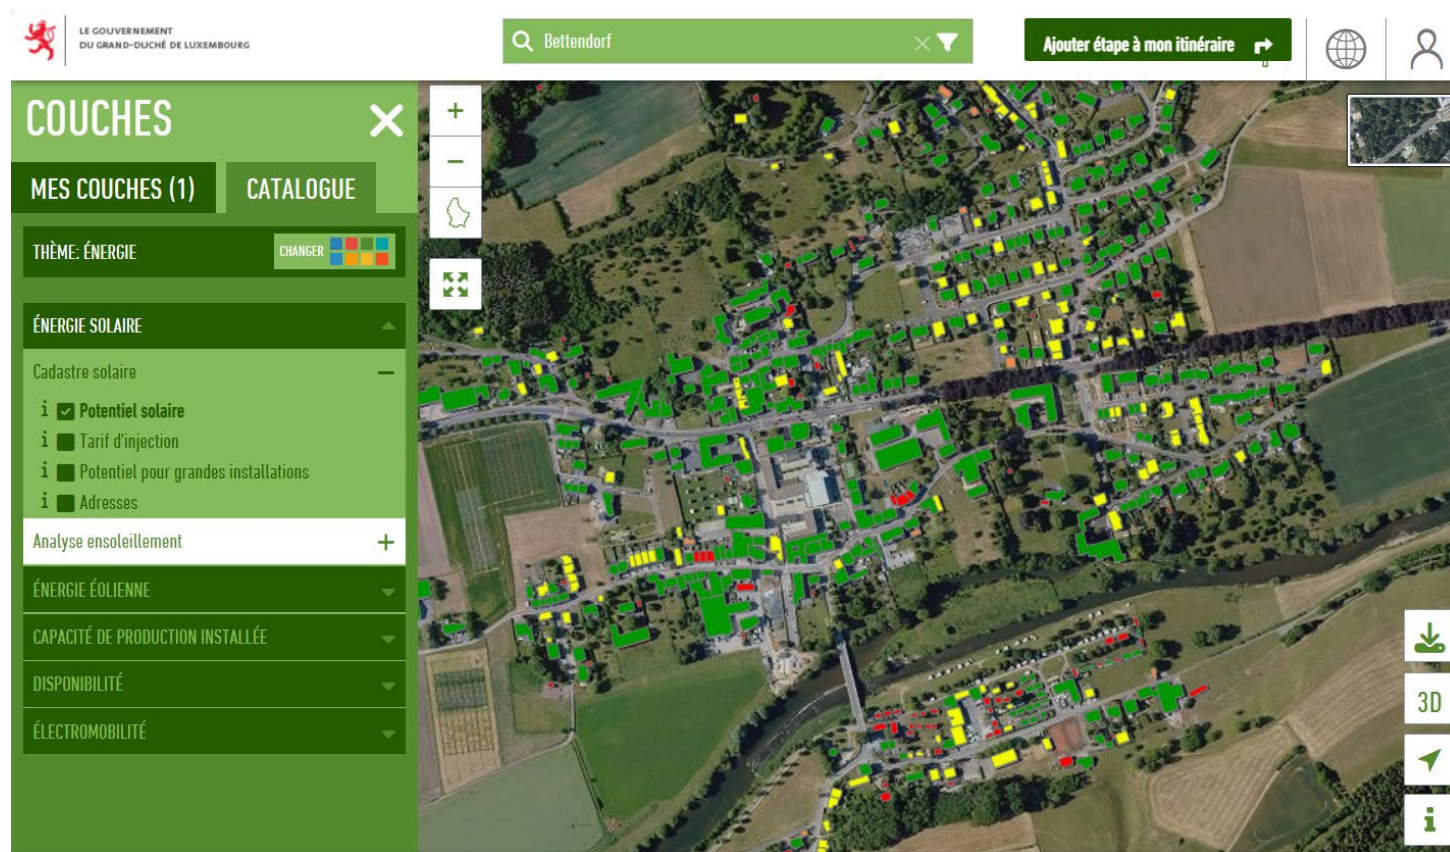 LE GOUVERNEMENT
DU GRAND-DUCHÉ DE LUXEMBOURG
Bettendorf
Ajouter étape à mon itinéraire
COUCHES
MES COUCHES (1)
CATALOGUE
THÈME: ÉNERGIE
CHANGER
ÉNERGIE SOLAIRE
Cadastre solaire
i Potentiel solaire
i Tarif d'injection
i Potentiel pour grandes installations
i Adresses
Analyse ensoleillement
ÉNERGIE ÉOLIENNE
CAPACITÉ DE PRODUCTION INSTALLÉE
DISPONIBILITÉ
ÉLECTROMOBILITÉ
3D
i